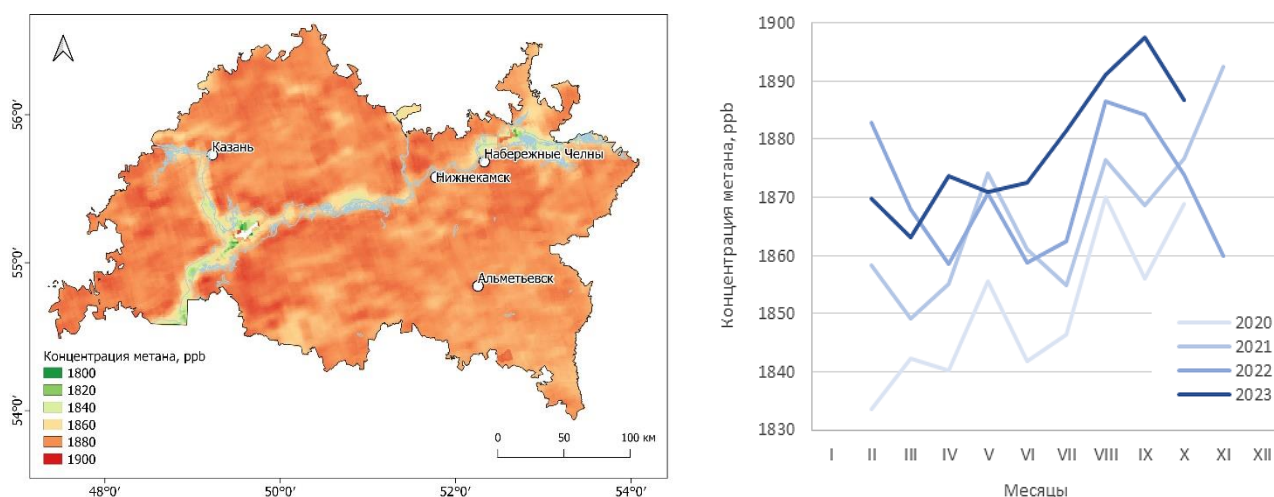 56°0'
55°0'
54°0'
Казань
Набережные Челны
Нижнекамск
Альметьевск
Концентрация метана, ppb
1800
1820
1840
1860
1880
1900
0 50 100 км
48°0' 50°0' 52°0' 54°0'
Концентрация метана, ppb
1900
1890
1880
1870
1860
1850
1840
1830
2020
2021
2022
2023
I II III IV V VI VII VIII IX X XI XII
Месяцы